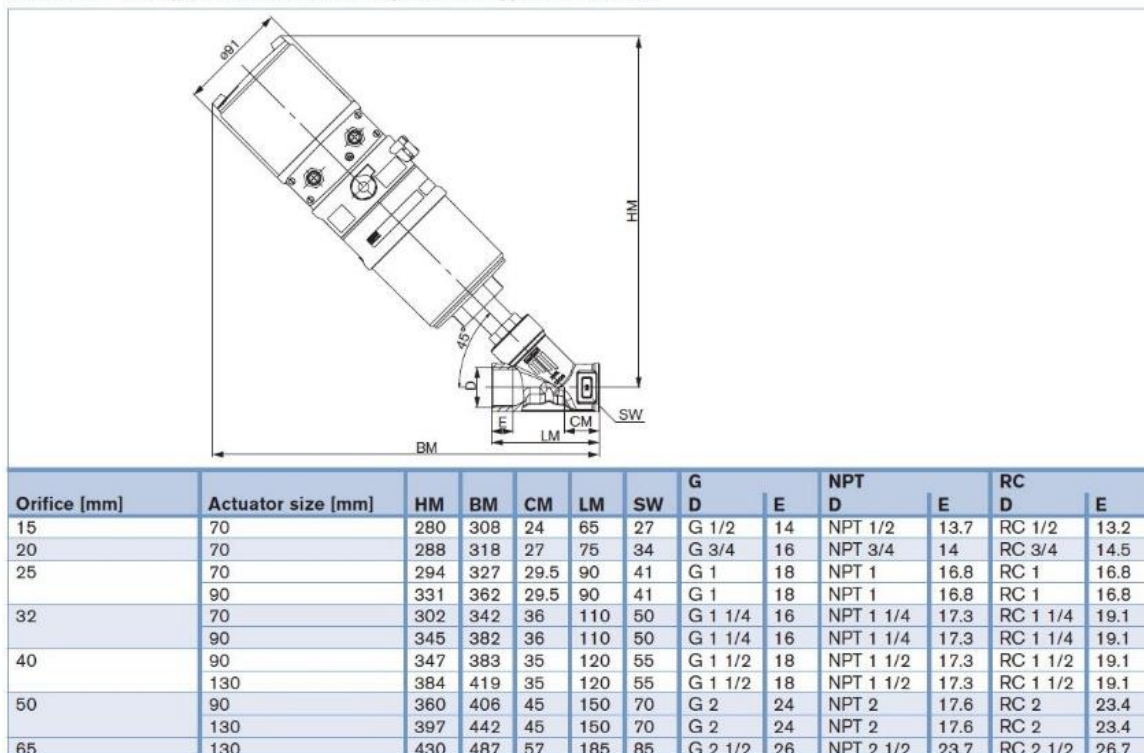 ø91
HM
45°
D
E
CM
SW
LM
BM
G NPT RC
Orifice [mm] Actuator size [mm] HM BM CM LM SW D E D E D E
15 70 280 308 24 65 27 G 1/2 14 NPT 1/2 13.7 RC 1/2 13.2
20 70 288 318 27 75 34 G 3/4 16 NPT 3/4 14 RC 3/4 14.5
25 70 294 327 29.5 90 41 G 1 18 NPT 1 16.8 RC 1 16.8
90 331 362 29.5 90 41 G 1 18 NPT 1 16.8 RC 1 16.8
32 70 302 342 36 110 50 G 1 1/4 16 NPT 1 1/4 17.3 RC 1 1/4 19.1
90 345 382 36 110 50 G 1 1/4 16 NPT 1 1/4 17.3 RC 1 1/4 19.1
40 90 347 383 35 120 55 G 1 1/2 18 NPT 1 1/2 17.3 RC 1 1/2 19.1
130 384 419 35 120 55 G 1 1/2 18 NPT 1 1/2 17.3 RC 1 1/2 19.1
50 90 360 406 45 150 70 G 2 24 NPT 2 17.6 RC 2 23.4
130 397 442 45 150 70 G 2 24 NPT 2 17.6 RC 2 23.4
65 130 430 487 57 185 85 G 2 1/2 26 NPT 2 1/2 23.7 RC 2 1/2 26.7